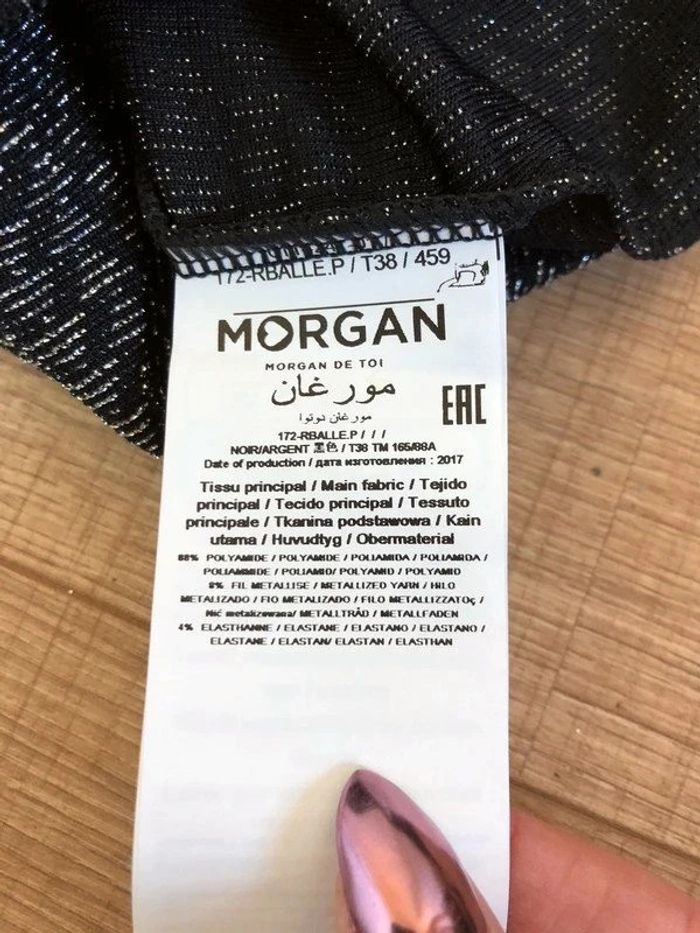 172-RBALLE.P / T38 / 459
MORGAN
MORGAN DE TOI
مورغان
مورغان دوتوا
EAC
172-RBALLE.P / / /
NOIR/ARGENT 黑色 / T38 TM 165/88A
Date of production / дата изготовления : 2017
Tissu principal / Main fabric / Tejido
principal / Tecido principal / Tessuto
principale / Tkanina podstawowa / Kain
utama / Huvudtyg / Obermaterial
88% POLYAMIDE / POLYAMIDE / POLIAMIDA / POLIAMIDA /
POLIAMMIDE / POLIAMID/ POLYAMID / POLYAMID
8% FIL METALLISE / METALLIZED YARN / HILO
METALIZADO / FIO METALIZADO / FILO METALLIZZATO /
Nić metalizowana/ METALLTRÅD / METALLFADEN
4% ELASTHANNE / ELASTANE / ELASTANO / ELASTANO /
ELASTANE / ELASTAN/ ELASTAN / ELASTHAN